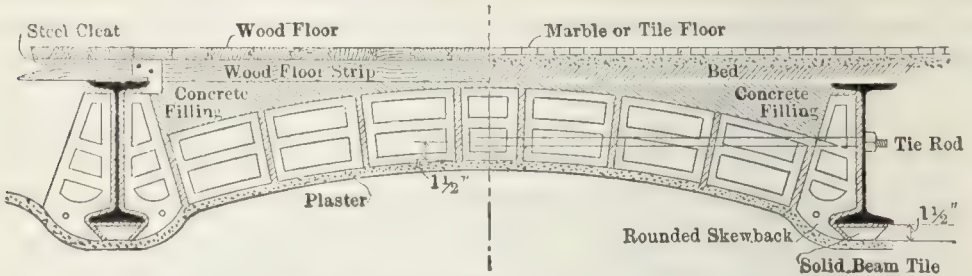 Steel Cleat
Wood Floor
Marble or Tile Floor
Wood Floor Strip
Bed
Concrete
Filling
Concrete
Filling
Tie Rod
1½"
Plaster
1½"
Rounded Skewback
Solid Beam Tile